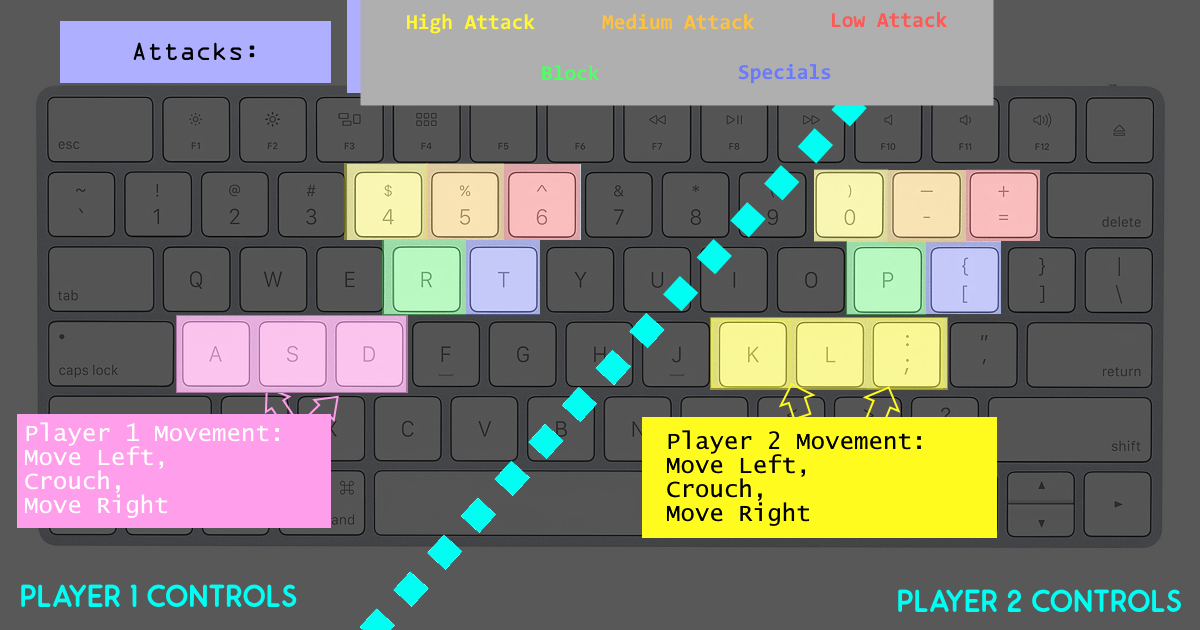 High Attack Medium Attack Low Attack
Attacks:
Block Specials
esc F1 F2 F3 F4 F5 F6 F7 F8 F10 F11 F12
~ ` ! 1 @ 2 # 3 $ 4 % 5 ^ 6 & 7 * 8 9 ) 0 — - + = delete
tab Q W E R T Y U I O P { [ } ] | \
caps lock A S D F G H J K L : ; " ' return
X C V B N ? shift
Player 1 Movement:
Move Left,
Crouch,
Move Right
Player 2 Movement:
Move Left,
Crouch,
Move Right
⌘
▲ ▼ ►
PLAYER 1 CONTROLS
PLAYER 2 CONTROLS